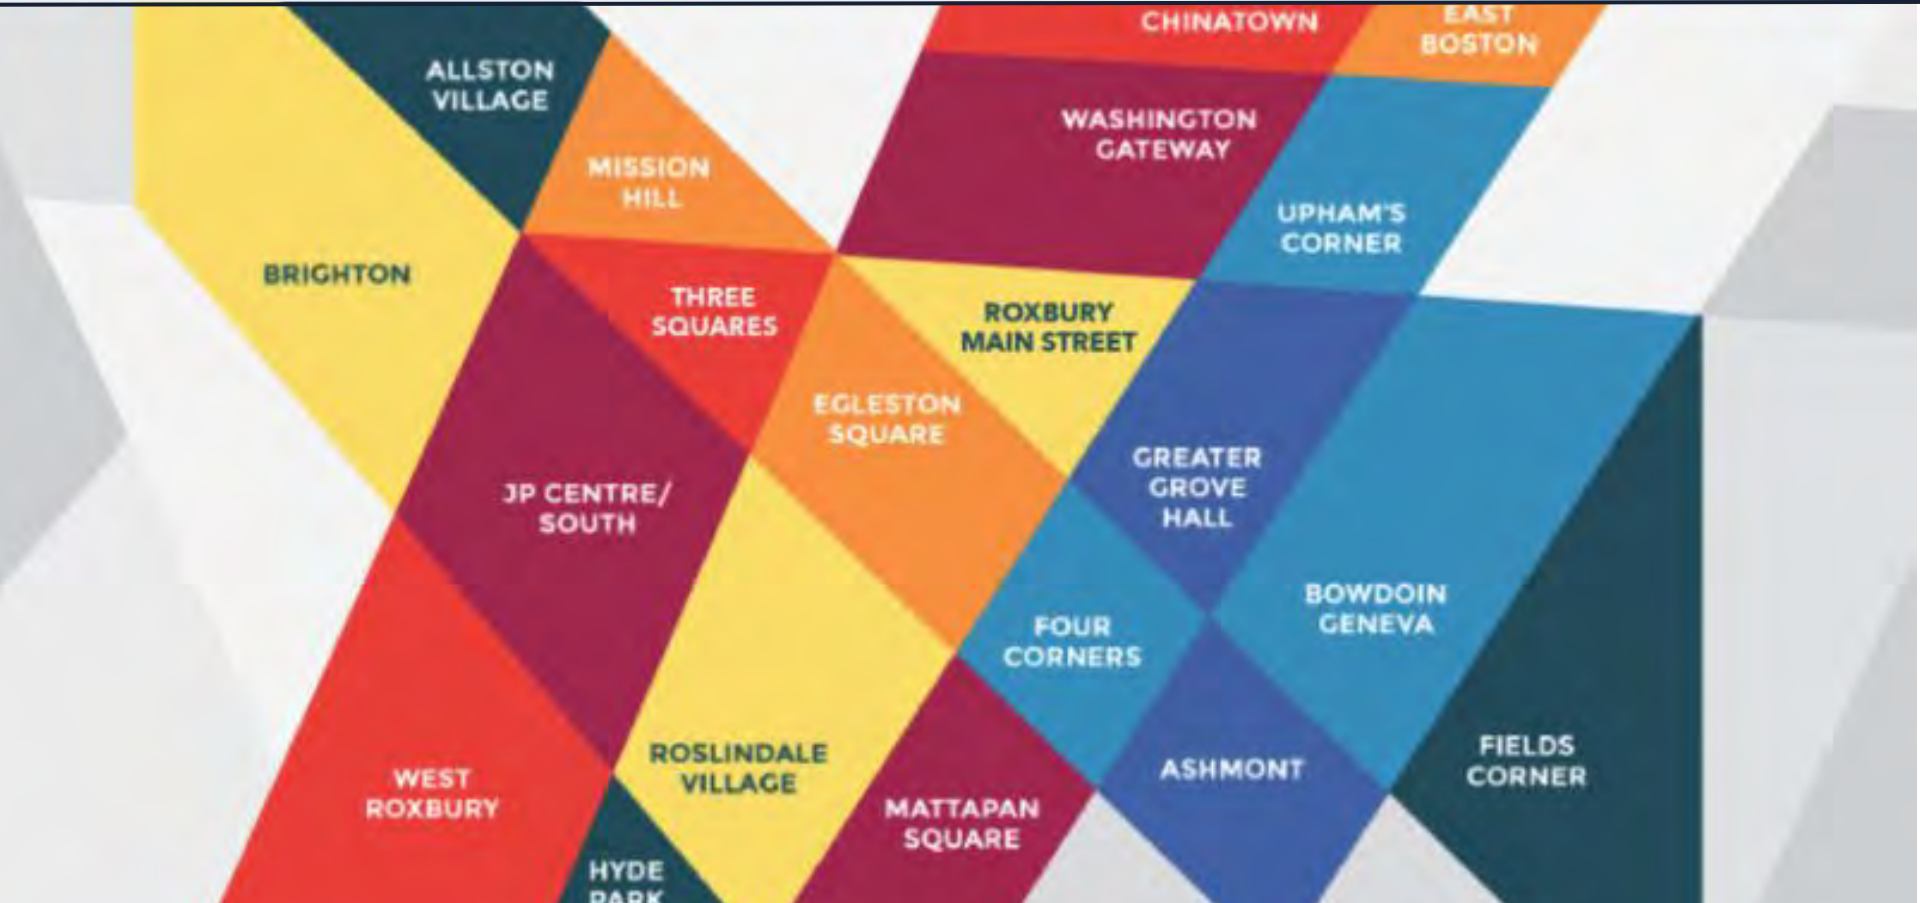 CHINATOWN
EAST
BOSTON
ALLSTON
VILLAGE
WASHINGTON
GATEWAY
MISSION
HILL
UPHAM'S
CORNER
BRIGHTON
THREE
SQUARES
ROXBURY
MAIN STREET
EGLESTON
SQUARE
GREATER
GROVE
HALL
JP CENTRE/
SOUTH
BOWDOIN
GENEVA
FOUR
CORNERS
ROSLINDALE
VILLAGE
ASHMONT
FIELDS
CORNER
WEST
ROXBURY
MATTAPAN
SQUARE
HYDE
PARK